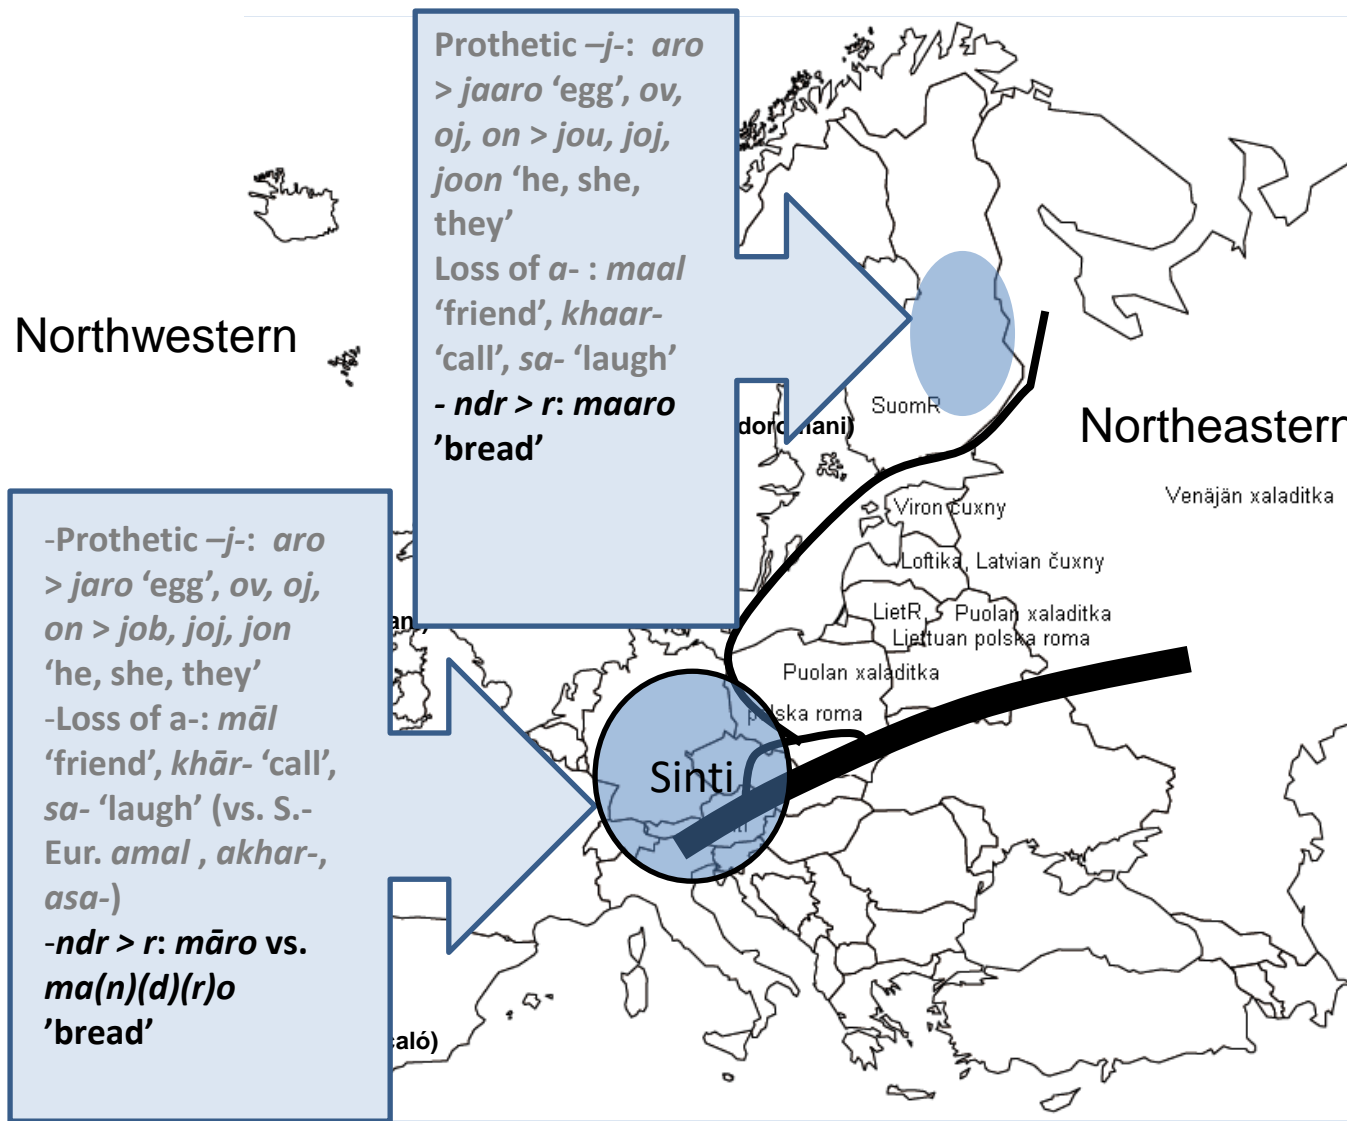 Prothetic –j-: aro
> jaaro ‘egg’, ov,
oj, on > jou, joj,
joon ‘he, she,
they’
Loss of a- : maal
‘friend’, khaar-
‘call’, sa- ‘laugh’
- ndr > r: maaro
’bread’
Northwestern
Northeastern
SuomR
Venäjän xaladitka
Viron čuxny
Loftika, Latvian čuxny
LietR
Puolan xaladitka
Liettuan polska roma
Puolan xaladitka
polska roma
Sinti
-Prothetic –j-: aro
> jaro ‘egg’, ov, oj,
on > job, joj, jon
‘he, she, they’
-Loss of a-: māl
‘friend’, khār- ‘call’,
sa- ‘laugh’ (vs. S.-
Eur. amal , akhar-,
asa-)
-ndr > r: māro vs.
ma(n)(d)(r)o
’bread’
caló)